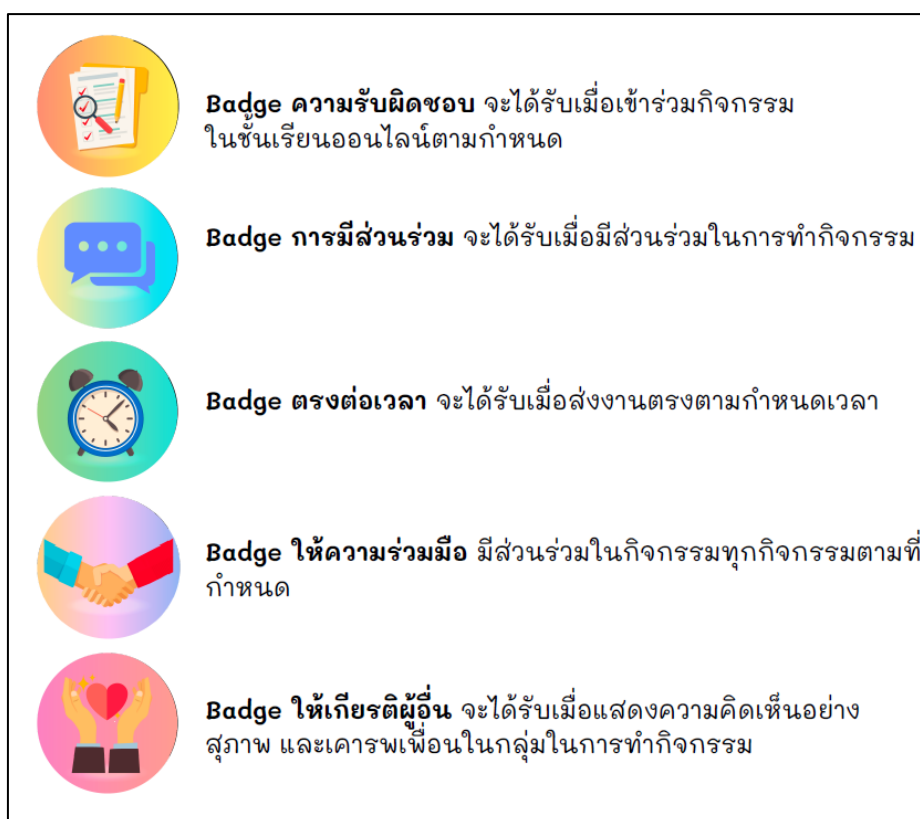 Badge ความรับผิดชอบ จะได้รับเมื่อเข้าร่วมกิจกรรม
ในชั้นเรียนออนไลน์ตามกำหนด
Badge การมีส่วนร่วม จะได้รับเมื่อมีส่วนร่วมในการทำกิจกรรม
Badge ตรงต่อเวลา จะได้รับเมื่อส่งงานตรงตามกำหนดเวลา
Badge ให้ความร่วมมือ มีส่วนร่วมในกิจกรรมทุกกิจกรรมตามที่
กำหนด
Badge ให้เกียรติผู้อื่น จะได้รับเมื่อแสดงความคิดเห็นอย่าง
สุภาพ และเคารพเพื่อนในกลุ่มในการทำกิจกรรม